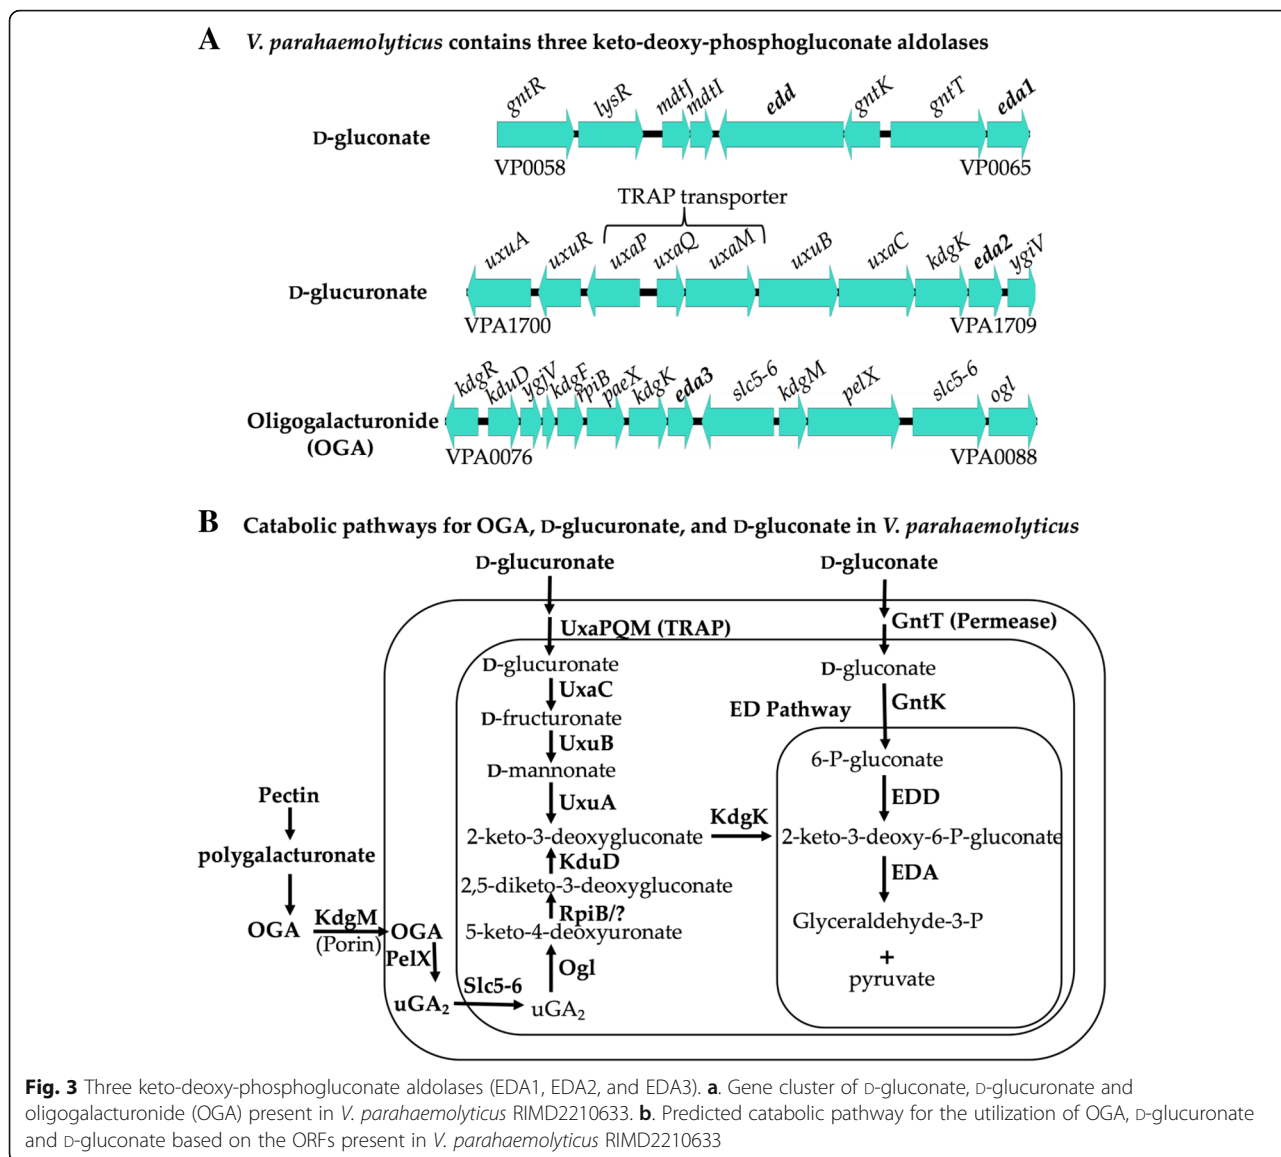 A V. parahaemolyticus contains three keto-deoxy-phosphogluconate aldolases
gntR lysR mdtJ mdtI edd gntK gntT eda1
D-gluconate
VP0058 VP0065
TRAP transporter
uxuA uxuR uxaP uxaQ uxaM uxuB uxaC kdgK eda2 ygiV
D-glucuronate
VPA1700 VPA1709
kdgR kduD ygjV kdgF rpiB paeX kdgK eda3 slc5-6 kdgM pelX slc5-6 ogl
Oligogalacturonide
(OGA)
VPA0076 VPA0088
B Catabolic pathways for OGA, D-glucuronate, and D-gluconate in V. parahaemolyticus
D-glucuronate D-gluconate
UxaPQM (TRAP) GntT (Permease)
D-glucuronate D-gluconate
UxaC GntK
ED Pathway
D-fructuronate
UxuB
6-P-gluconate
D-mannonate
Pectin UxuA EDD
KdgK
2-keto-3-deoxygluconate 2-keto-3-deoxy-6-P-gluconate
polygalacturonate KduD EDA
2,5-diketo-3-deoxygluconate
RpiB/? Glyceraldehyde-3-P
OGA KdgM OGA 5-keto-4-deoxyuronate
(Porin)
PelX +
Ogl pyruvate
Slc5-6
uGA₂ uGA₂
Fig. 3 Three keto-deoxy-phosphogluconate aldolases (EDA1, EDA2, and EDA3). a. Gene cluster of D-gluconate, D-glucuronate and
oligogalacturonide (OGA) present in V. parahaemolyticus RIMD2210633. b. Predicted catabolic pathway for the utilization of OGA, D-glucuronate
and D-gluconate based on the ORFs present in V. parahaemolyticus RIMD2210633